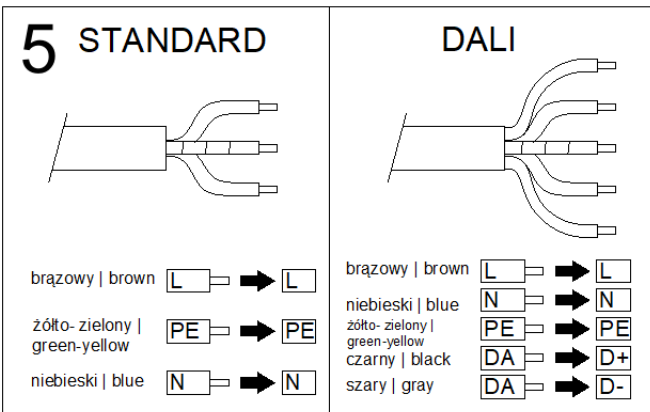 5 STANDARD
brązowy | brown L L
żółto- zielony |
green-yellow PE PE
niebieski | blue N N
DALI
brązowy | brown L L
niebieski | blue N N
żółto- zielony |
green-yellow PE PE
czarny | black DA D+
szary | gray DA D-